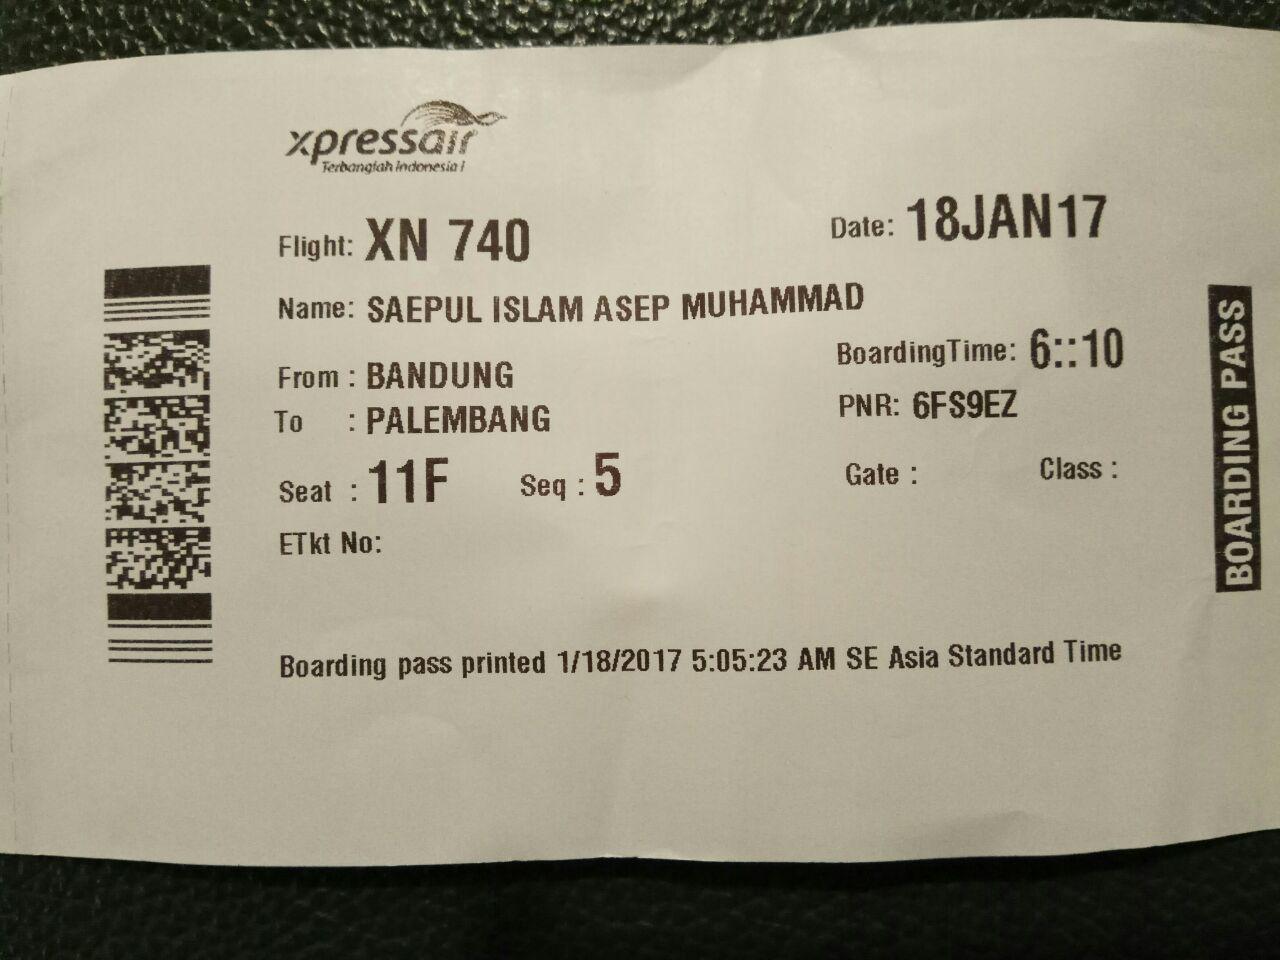 xpressair
Terbanglah Indonesia !
Flight: XN 740
Date: 18JAN17
Name: SAEPUL ISLAM ASEP MUHAMMAD
From : BANDUNG
BoardingTime: 6::10
To : PALEMBANG
PNR: 6FS9EZ
Seat : 11F Seq : 5
Gate : Class :
ETkt No:
Boarding pass printed 1/18/2017 5:05:23 AM SE Asia Standard Time
BOARDING PASS